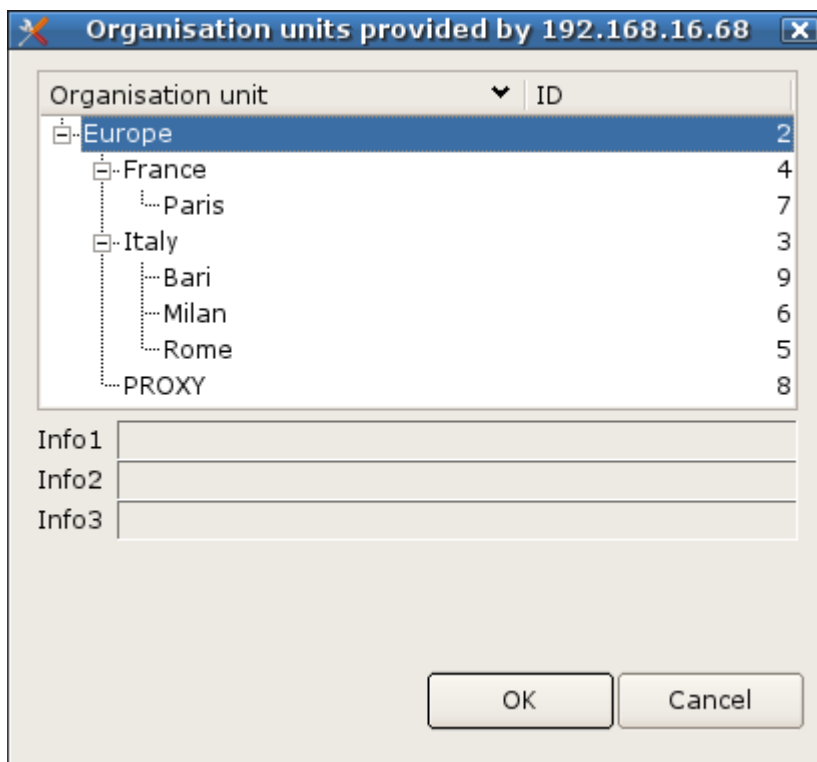 Organisation units provided by 192.168.16.68
Organisation unit ID
Europe 2
France 4
Paris 7
Italy 3
Bari 9
Milan 6
Rome 5
PROXY 8
Info1
Info2
Info3
OK Cancel